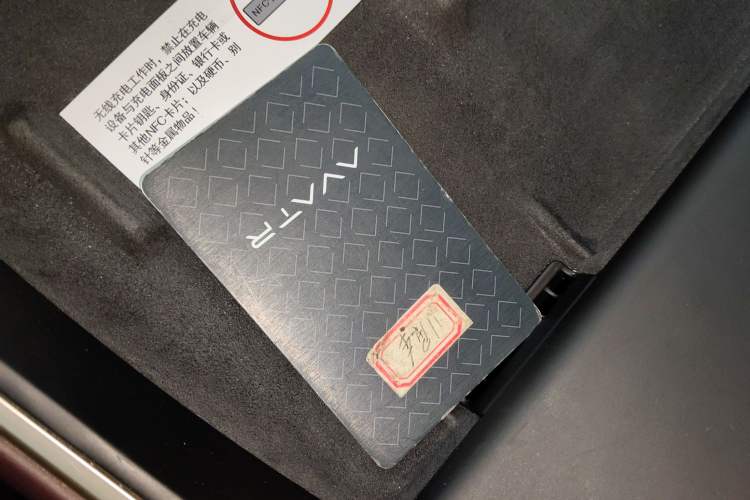 NFC
无线充电工作时，禁止在充电
设备与充电面板之间放置车辆
卡片钥匙、身份证、银行卡或
其他NFC卡片；以及硬币、别
针等金属物品！
AVATR